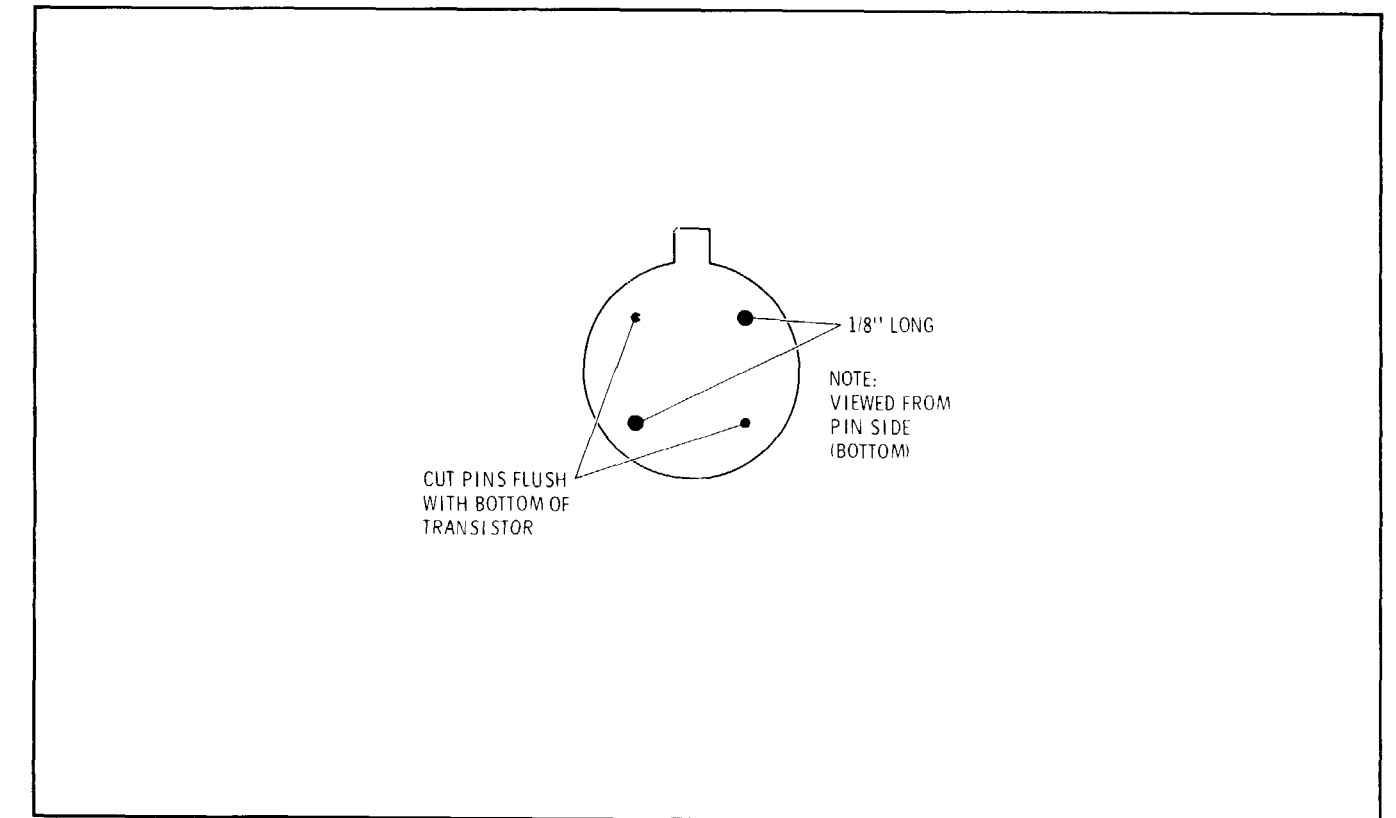 1/8" LONG
NOTE:
VIEWED FROM
PIN SIDE
(BOTTOM)
CUT PINS FLUSH
WITH BOTTOM OF
TRANSISTOR